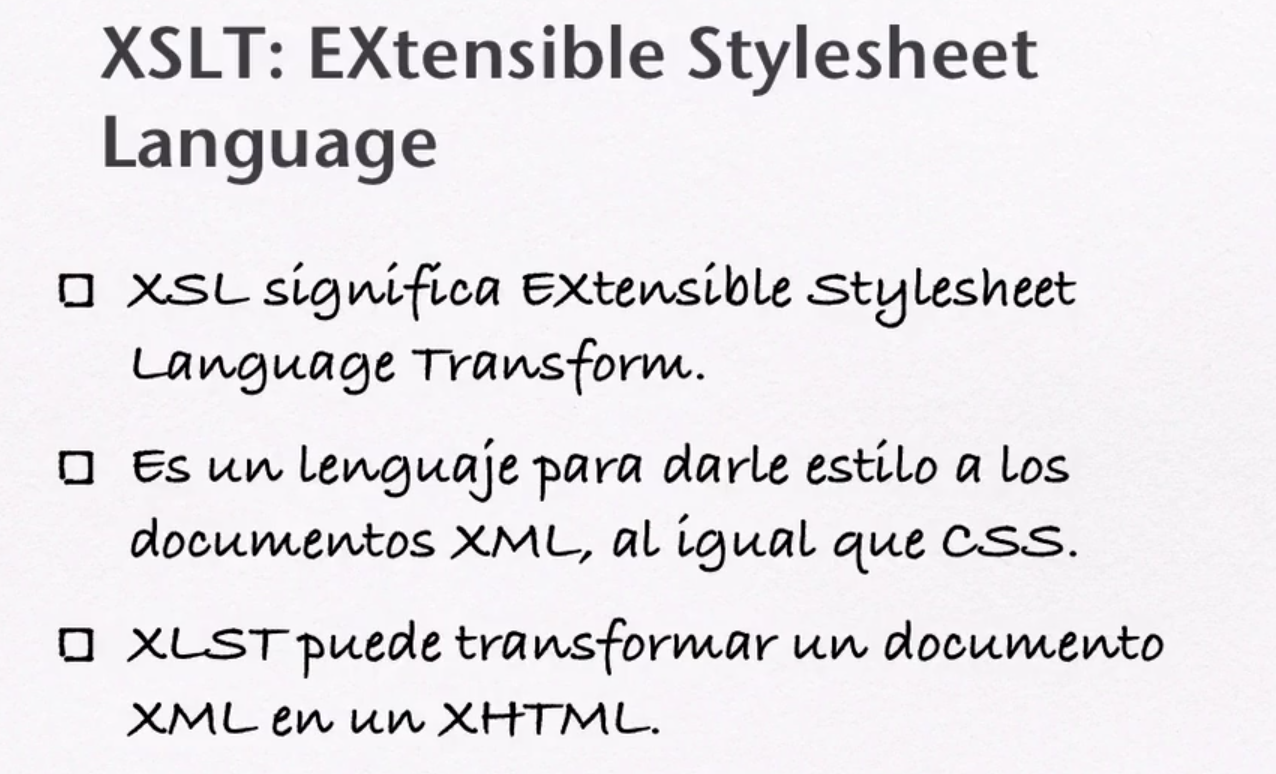 XSLT: EXtensible Stylesheet
Language
XSL significa EXtensible Stylesheet
Language Transform.
Es un lenguaje para darle estilo a los
documentos XML, al igual que CSS.
XLST puede transformar un documento
XML en un XHTML.